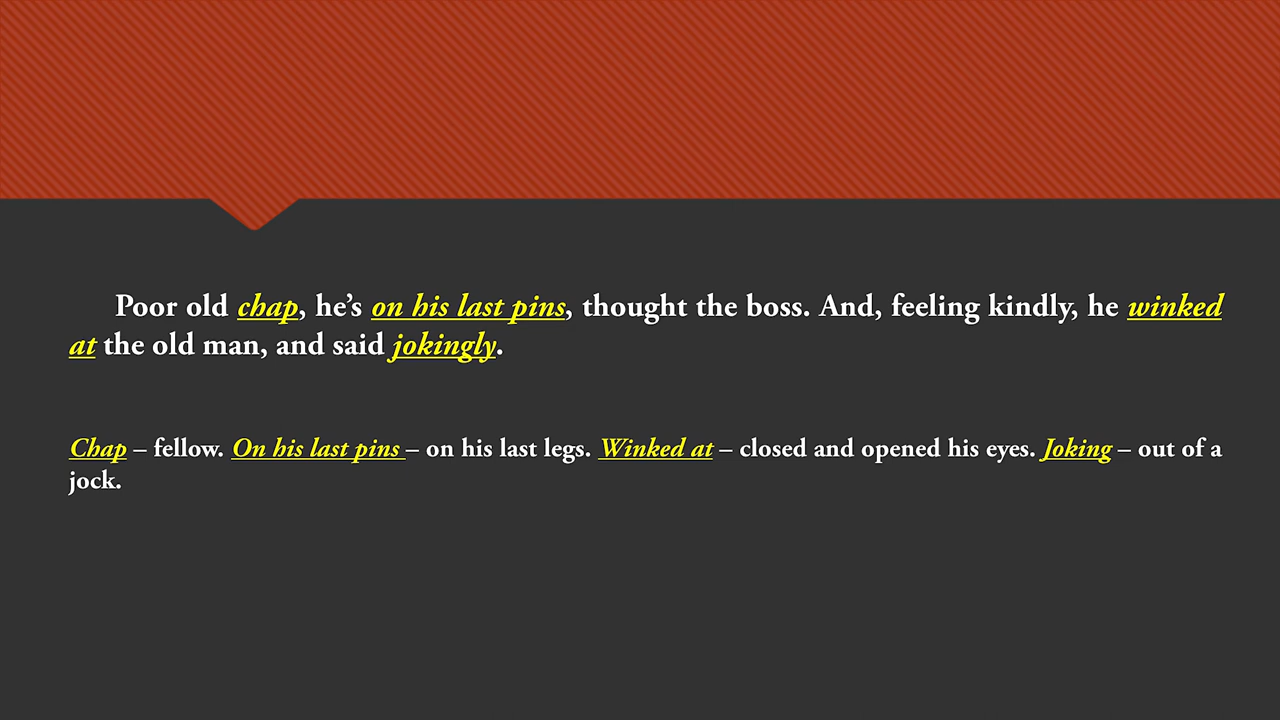 Poor old chap, he’s on his last pins, thought the boss. And, feeling kindly, he winked
at the old man, and said jokingly.
Chap – fellow. On his last pins – on his last legs. Winked at – closed and opened his eyes. Joking – out of a
jock.